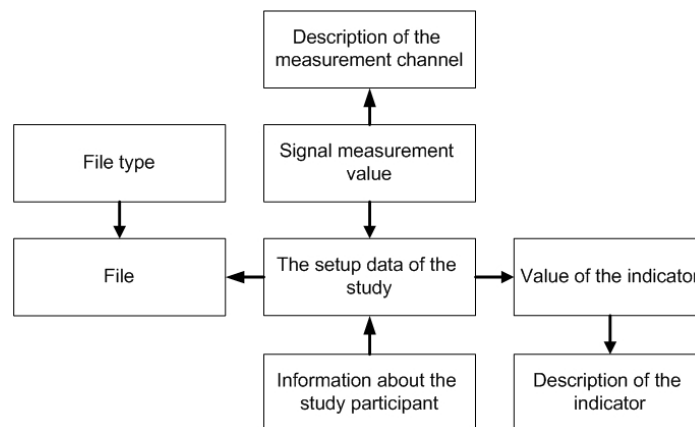 Description of the
measurement channel
File type
Signal measurement
value
File
The setup data of the
study
Value of the indicator
Information about the
study participant
Description of the
indicator